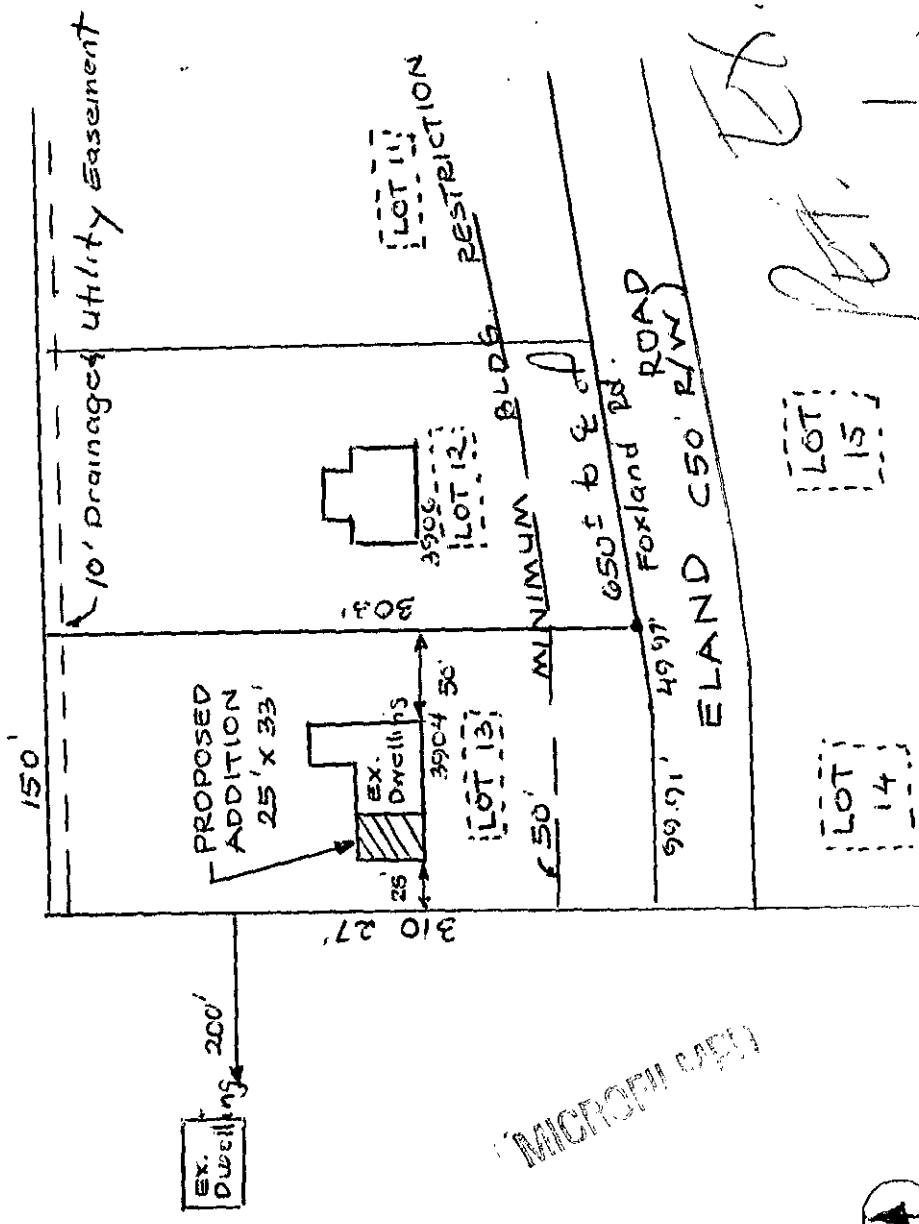 150'
10' Drainage & Utility Easement
PROPOSED
ADDITION
25' X 33'
EX.
Dwelling
200'
EX.
Dwelling
25'
50'
3904
LOT 13
310 27'
303'
3906
LOT 12
LOT 11
50'
MINIMUM BLDG RESTRICTION
650± to ℄ of
Foxland Rd.
99.91'
49 97'
ELAND ROAD
(50' R/W)
LOT
14
LOT
15
MICROFILMED